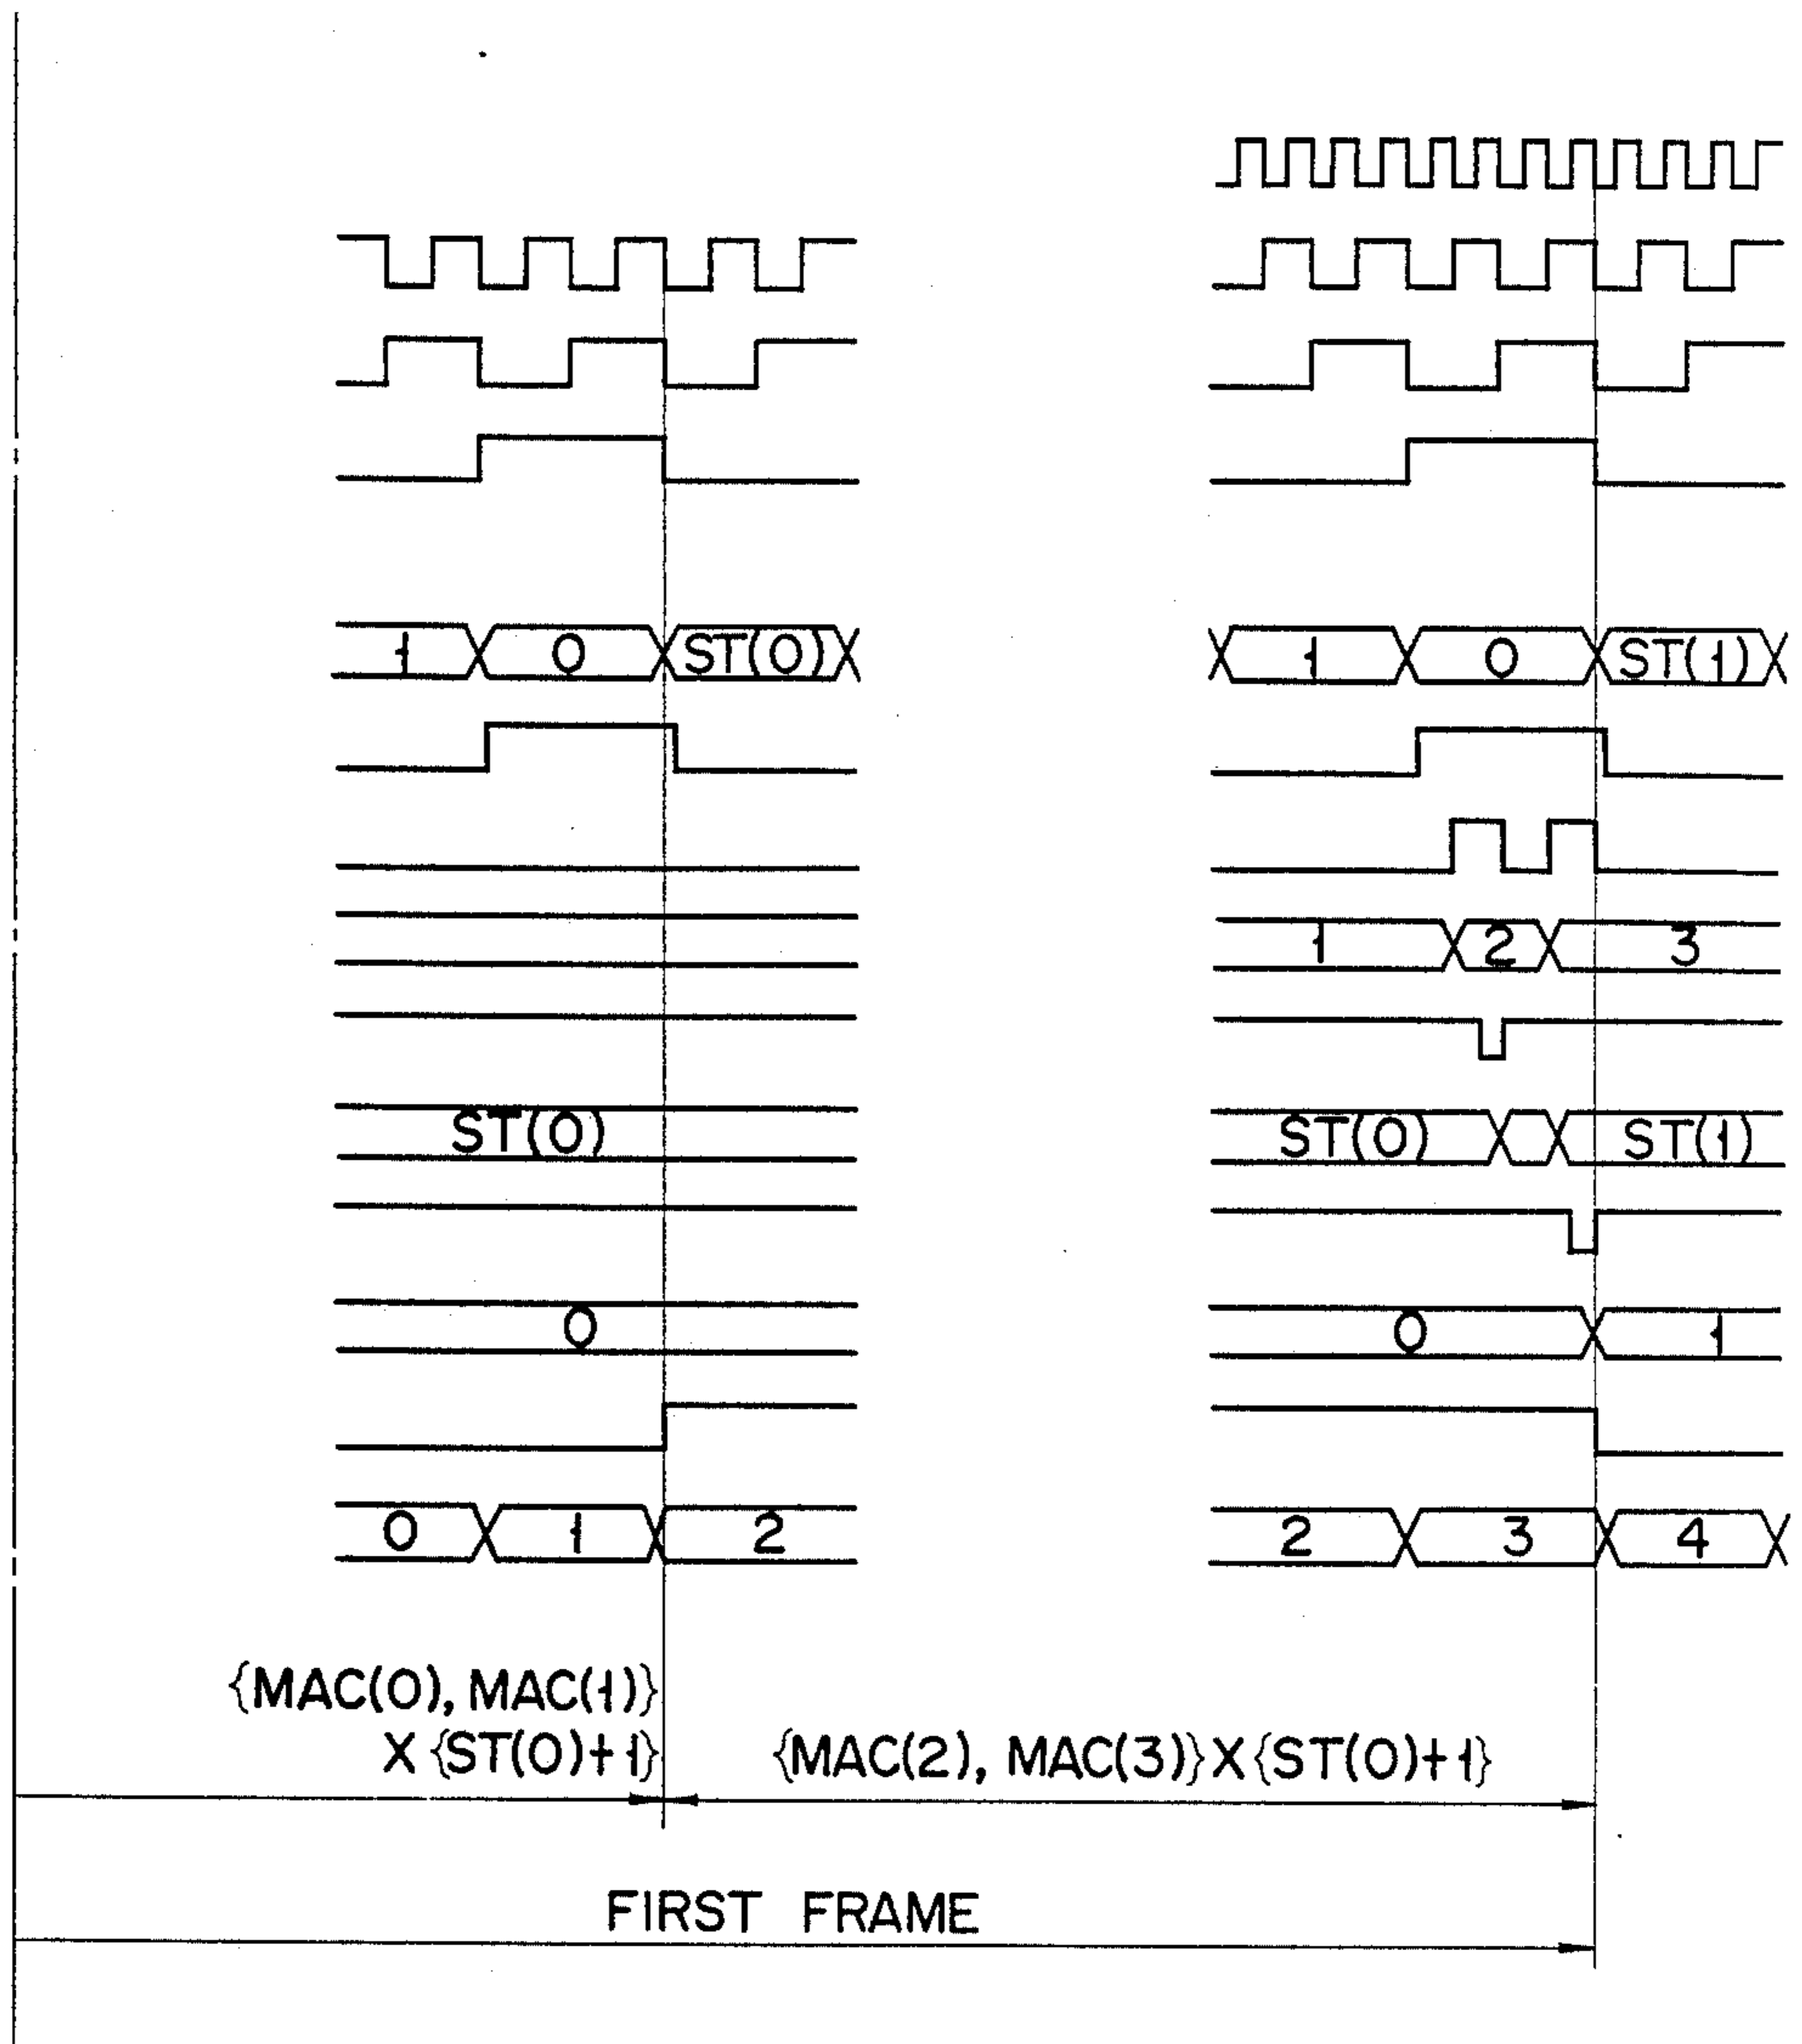 1 0 ST(0) 1 0 ST(1)
1 2 3
ST(0) ST(0) ST(1)
0 0 1
0 1 2 2 3 4
{MAC(0), MAC(1)}
X {ST(0)+1}
{MAC(2), MAC(3)} X {ST(0)+1}
FIRST FRAME